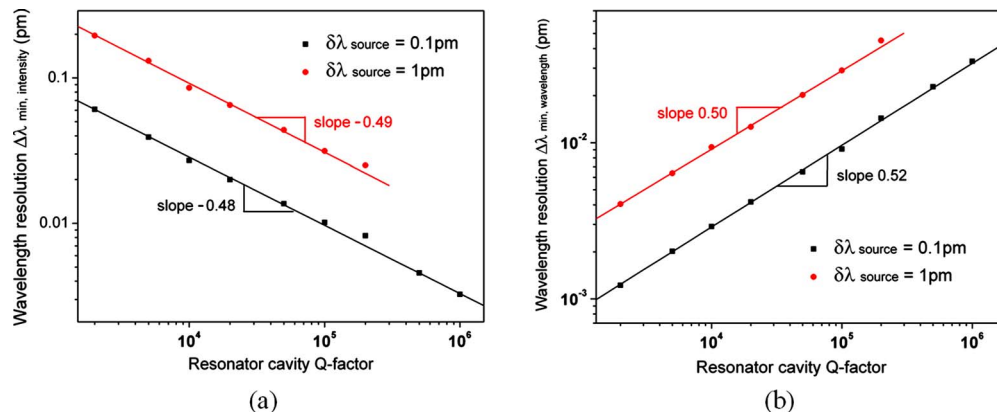 Wavelength resolution Δλ min, intensity (pm)
0.1
0.01
δλ source = 0.1pm
δλ source = 1pm
slope -0.49
slope -0.48
10⁴
10⁵
10⁶
Resonator cavity Q-factor
(a)
Wavelength resolution Δλ min, wavelength (pm)
10⁻²
10⁻³
slope 0.50
slope 0.52
δλ source = 0.1pm
δλ source = 1pm
10⁴
10⁵
10⁶
Resonator cavity Q-factor
(b)